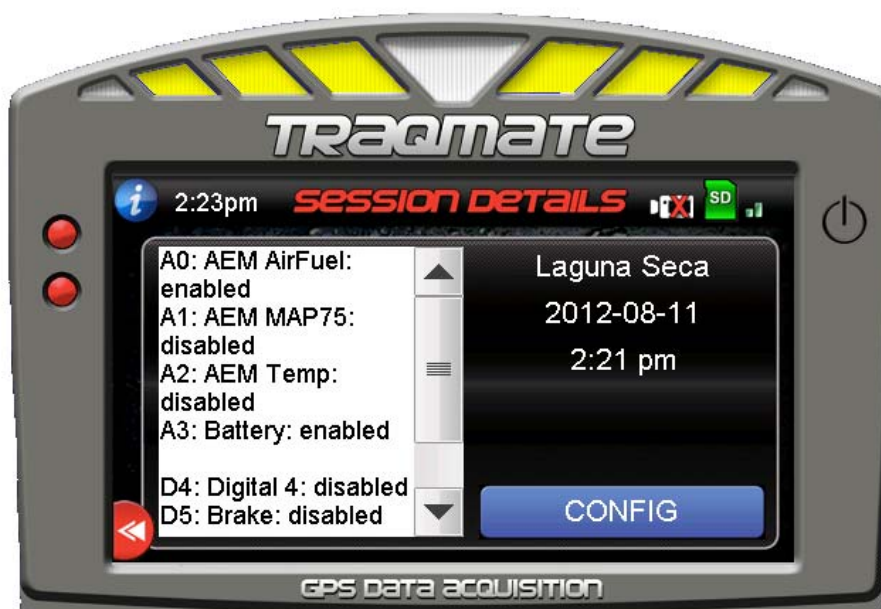 TRAQMATE
2:23pm
SESSION DETAILS
SD
A0: AEM AirFuel:
enabled
A1: AEM MAP75:
disabled
A2: AEM Temp:
disabled
A3: Battery: enabled
D4: Digital 4: disabled
D5: Brake: disabled
Laguna Seca
2012-08-11
2:21 pm
CONFIG
GPS DATA ACQUISITION